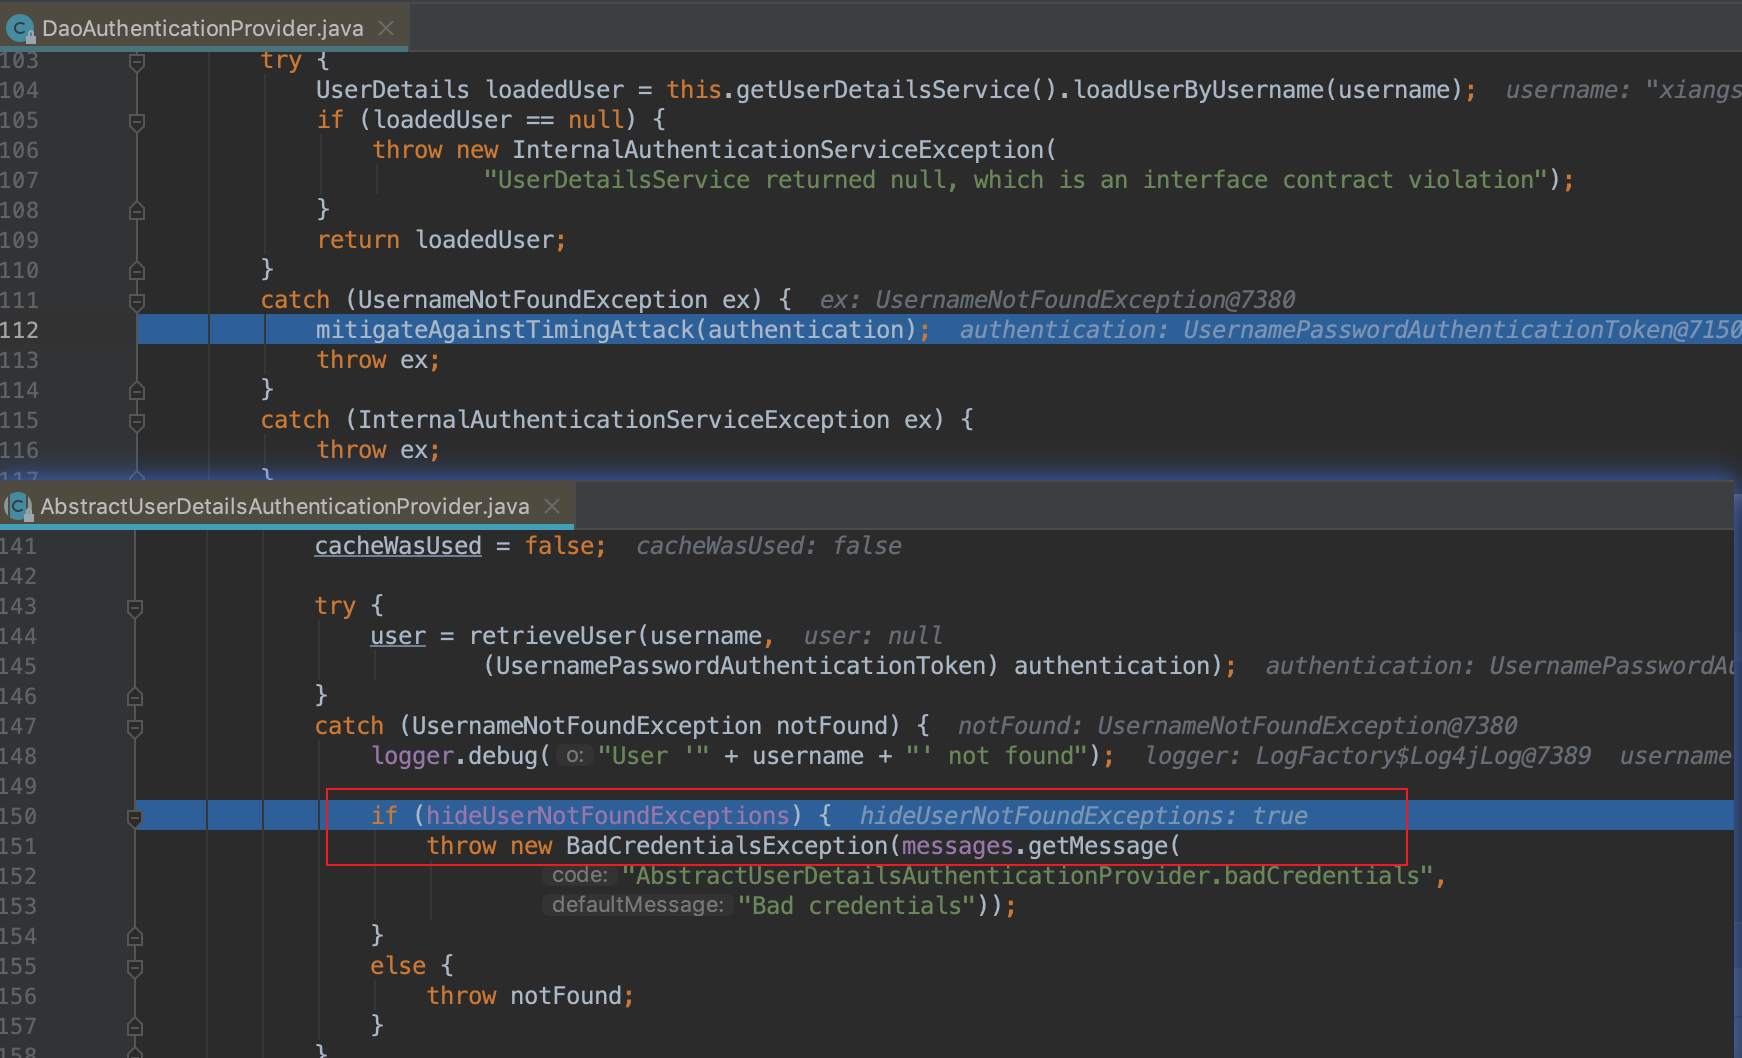 DaoAuthenticationProvider.java
103 try {
104 UserDetails loadedUser = this.getUserDetailsService().loadUserByUsername(username); username: "xiangs
105 if (loadedUser == null) {
106 throw new InternalAuthenticationServiceException(
107 "UserDetailsService returned null, which is an interface contract violation");
108 }
109 return loadedUser;
110 }
111 catch (UsernameNotFoundException ex) { ex: UsernameNotFoundException@7380
112 mitigateAgainstTimingAttack(authentication); authentication: UsernamePasswordAuthenticationToken@7150
113 throw ex;
114 }
115 catch (InternalAuthenticationServiceException ex) {
116 throw ex;
117 }
AbstractUserDetailsAuthenticationProvider.java
141 cacheWasUsed = false; cacheWasUsed: false
142
143 try {
144 user = retrieveUser(username, user: null
145 (UsernamePasswordAuthenticationToken) authentication); authentication: UsernamePasswordAu
146 }
147 catch (UsernameNotFoundException notFound) { notFound: UsernameNotFoundException@7380
148 logger.debug( o: "User '" + username + "' not found"); logger: LogFactory$Log4jLog@7389 username
149
150 if (hideUserNotFoundExceptions) { hideUserNotFoundExceptions: true
151 throw new BadCredentialsException(messages.getMessage(
152 code: "AbstractUserDetailsAuthenticationProvider.badCredentials",
153 defaultMessage: "Bad credentials"));
154 }
155 else {
156 throw notFound;
157 }
158 }